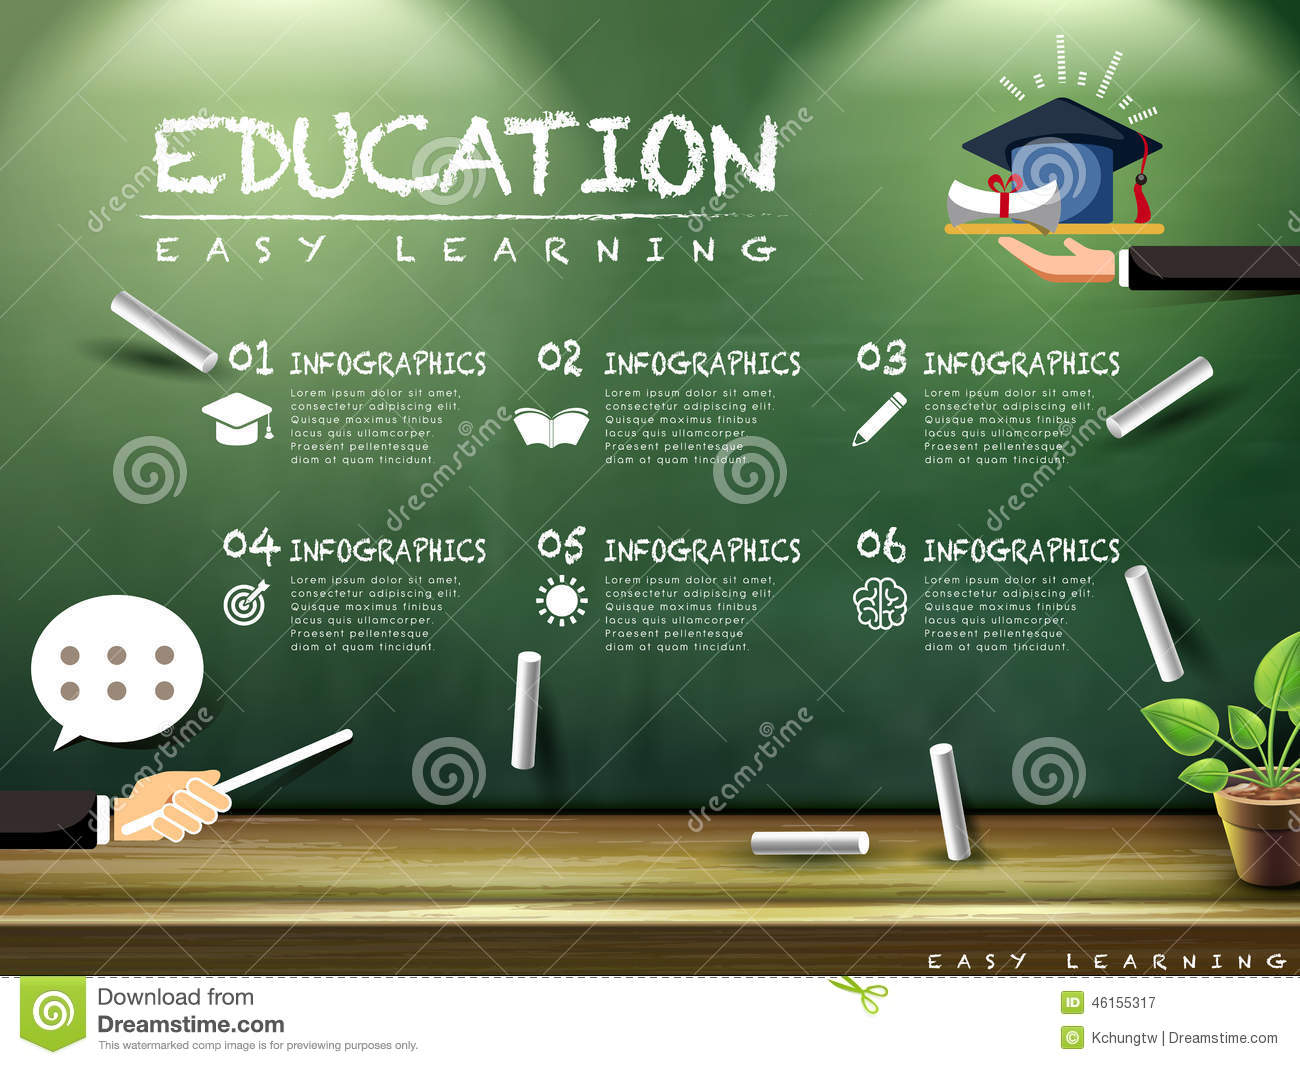 EDUCATION
EASY LEARNING
01 INFOGRAPHICS
Lorem ipsum dolor sit amet,
consectetur adipiscing elit.
Quisque maximus finibus
lacus quis ullamcorper.
Praesent pellentesque
diam at quam tincidunt.
02 INFOGRAPHICS
Lorem ipsum dolor sit amet,
consectetur adipiscing elit.
Quisque maximus finibus
lacus quis ullamcorper.
Praesent pellentesque
diam at quam tincidunt.
03 INFOGRAPHICS
Lorem ipsum dolor sit amet,
consectetur adipiscing elit.
Quisque maximus finibus
lacus quis ullamcorper.
Praesent pellentesque
diam at quam tincidunt.
04 INFOGRAPHICS
Lorem ipsum dolor sit amet,
consectetur adipiscing elit.
Quisque maximus finibus
lacus quis ullamcorper.
Praesent pellentesque
diam at quam tincidunt.
05 INFOGRAPHICS
Lorem ipsum dolor sit amet,
consectetur adipiscing elit.
Quisque maximus finibus
lacus quis ullamcorper.
Praesent pellentesque
diam at quam tincidunt.
06 INFOGRAPHICS
Lorem ipsum dolor sit amet,
consectetur adipiscing elit.
Quisque maximus finibus
lacus quis ullamcorper.
Praesent pellentesque
diam at quam tincidunt.
EASY LEARNING
dreamstime
dreamstime
dreamstime
dreamstime
dreamstime
dreamstime
dreamstime
dreamstime
Download from
Dreamstime.com
This watermarked comp image is for previewing purposes only.
ID 46155317
© Kchungtw | Dreamstime.com